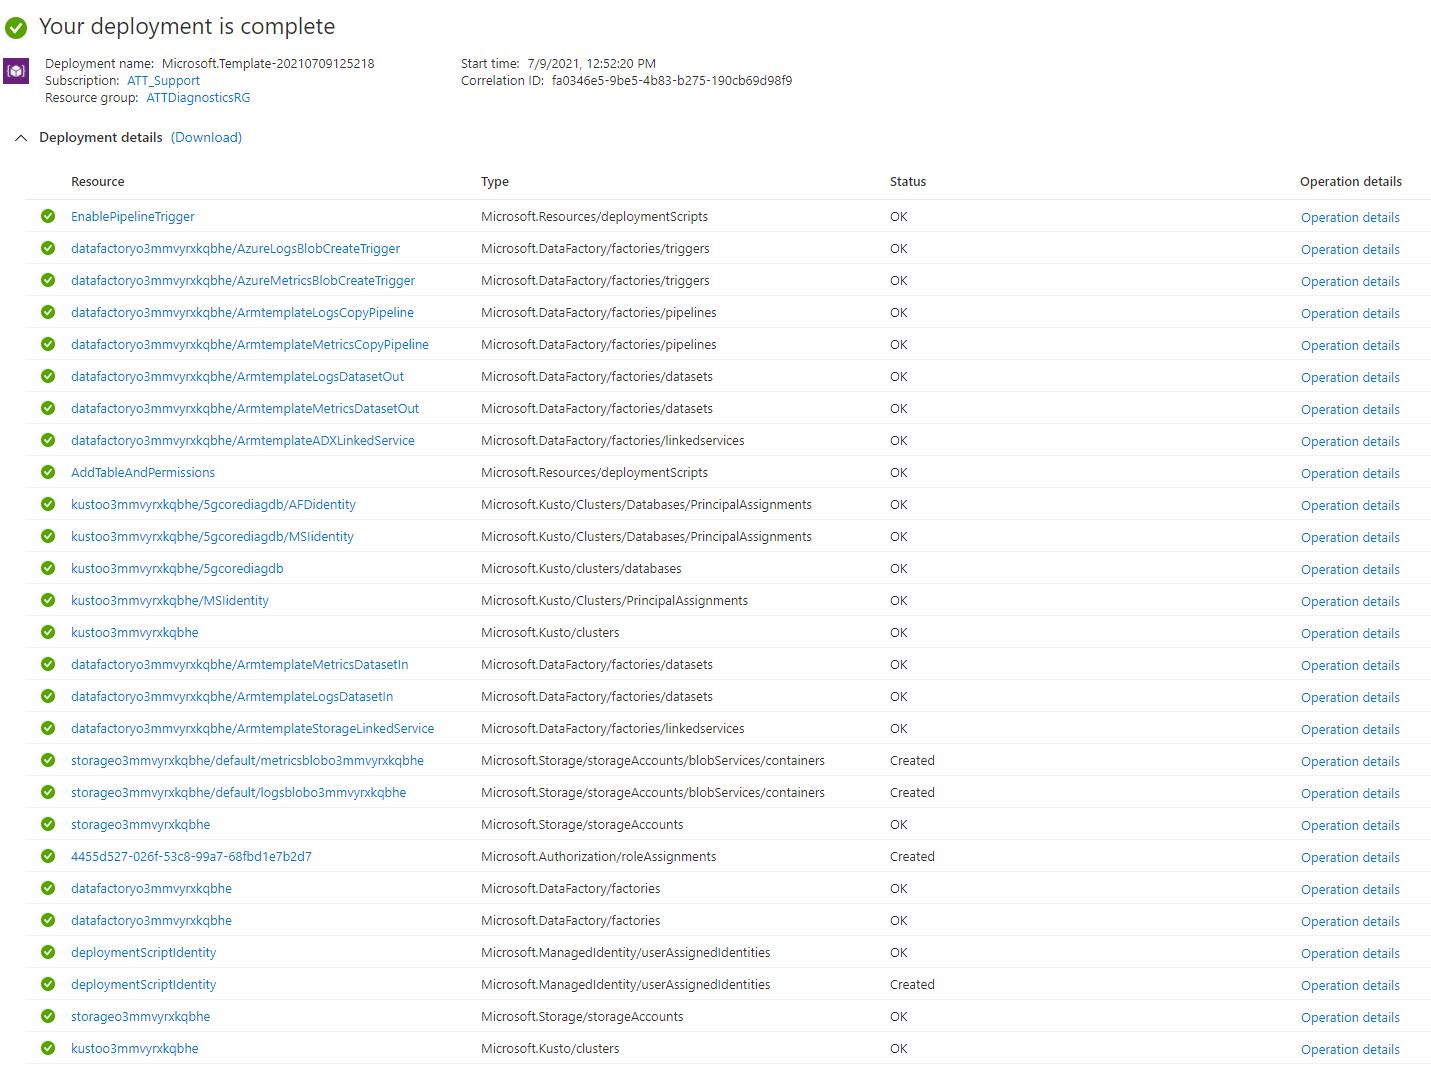 Your deployment is complete
Deployment name: Microsoft.Template-20210709125218 Start time: 7/9/2021, 12:52:20 PM
Subscription: ATT_Support Correlation ID: fa0346e5-9be5-4b83-b275-190cb69d98f9
Resource group: ATTDiagnosticsRG
Deployment details (Download)
Resource Type Status Operation details
EnablePipelineTrigger Microsoft.Resources/deploymentScripts OK Operation details
datafactoryo3mmvyrxkqbhe/AzureLogsBlobCreateTrigger Microsoft.DataFactory/factories/triggers OK Operation details
datafactoryo3mmvyrxkqbhe/AzureMetricsBlobCreateTrigger Microsoft.DataFactory/factories/triggers OK Operation details
datafactoryo3mmvyrxkqbhe/ArmtemplateLogsCopyPipeline Microsoft.DataFactory/factories/pipelines OK Operation details
datafactoryo3mmvyrxkqbhe/ArmtemplateMetricsCopyPipeline Microsoft.DataFactory/factories/pipelines OK Operation details
datafactoryo3mmvyrxkqbhe/ArmtemplateLogsDatasetOut Microsoft.DataFactory/factories/datasets OK Operation details
datafactoryo3mmvyrxkqbhe/ArmtemplateMetricsDatasetOut Microsoft.DataFactory/factories/datasets OK Operation details
datafactoryo3mmvyrxkqbhe/ArmtemplateADXLinkedService Microsoft.DataFactory/factories/linkedservices OK Operation details
AddTableAndPermissions Microsoft.Resources/deploymentScripts OK Operation details
kustoo3mmvyrxkqbhe/5gcorediagdb/AFDidentity Microsoft.Kusto/Clusters/Databases/PrincipalAssignments OK Operation details
kustoo3mmvyrxkqbhe/5gcorediagdb/MSIidentity Microsoft.Kusto/Clusters/Databases/PrincipalAssignments OK Operation details
kustoo3mmvyrxkqbhe/5gcorediagdb Microsoft.Kusto/clusters/databases OK Operation details
kustoo3mmvyrxkqbhe/MSIidentity Microsoft.Kusto/Clusters/PrincipalAssignments OK Operation details
kustoo3mmvyrxkqbhe Microsoft.Kusto/clusters OK Operation details
datafactoryo3mmvyrxkqbhe/ArmtemplateMetricsDatasetIn Microsoft.DataFactory/factories/datasets OK Operation details
datafactoryo3mmvyrxkqbhe/ArmtemplateLogsDatasetIn Microsoft.DataFactory/factories/datasets OK Operation details
datafactoryo3mmvyrxkqbhe/ArmtemplateStorageLinkedService Microsoft.DataFactory/factories/linkedservices OK Operation details
storageo3mmvyrxkqbhe/default/metricsblobo3mmvyrxkqbhe Microsoft.Storage/storageAccounts/blobServices/containers Created Operation details
storageo3mmvyrxkqbhe/default/logsblobo3mmvyrxkqbhe Microsoft.Storage/storageAccounts/blobServices/containers Created Operation details
storageo3mmvyrxkqbhe Microsoft.Storage/storageAccounts OK Operation details
4455d527-026f-53c8-99a7-68fbd1e7b2d7 Microsoft.Authorization/roleAssignments Created Operation details
datafactoryo3mmvyrxkqbhe Microsoft.DataFactory/factories OK Operation details
datafactoryo3mmvyrxkqbhe Microsoft.DataFactory/factories OK Operation details
deploymentScriptIdentity Microsoft.ManagedIdentity/userAssignedIdentities OK Operation details
deploymentScriptIdentity Microsoft.ManagedIdentity/userAssignedIdentities Created Operation details
storageo3mmvyrxkqbhe Microsoft.Storage/storageAccounts OK Operation details
kustoo3mmvyrxkqbhe Microsoft.Kusto/clusters OK Operation details